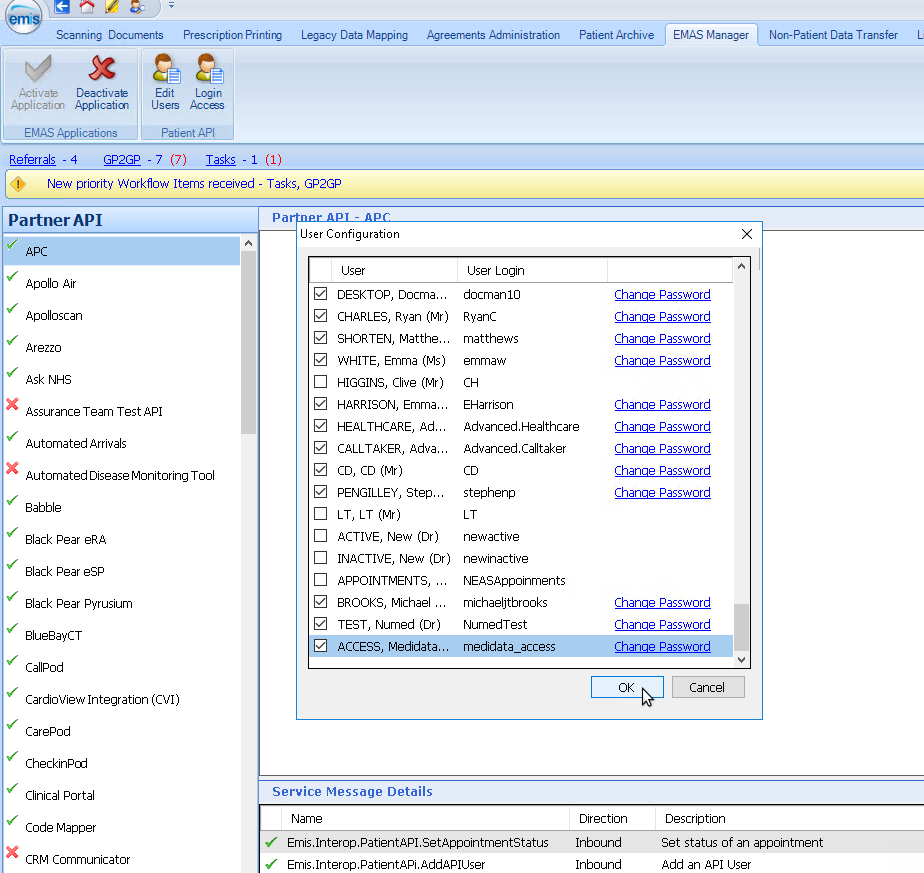 emis
Scanning Documents Prescription Printing Legacy Data Mapping Agreements Administration Patient Archive EMAS Manager Non-Patient Data Transfer
Activate Application
Deactivate Application
Edit Users
Login Access
EMAS Applications Patient API
Referrals - 4 GP2GP - 7 (7) Tasks - 1 (1)
New priority Workflow Items received - Tasks, GP2GP
Partner API
APC
Apollo Air
Apolloscan
Arezzo
Ask NHS
Assurance Team Test API
Automated Arrivals
Automated Disease Monitoring Tool
Babble
Black Pear eRA
Black Pear eSP
Black Pear Pyrusium
BlueBayCT
CallPod
CardioView Integration (CVI)
CarePod
CheckinPod
Clinical Portal
Code Mapper
CRM Communicator
Partner API - APC
User Configuration
User User Login
DESKTOP, Docma... docman10 Change Password
CHARLES, Ryan (Mr) RyanC Change Password
SHORTEN, Matthe... matthews Change Password
WHITE, Emma (Ms) emmaw Change Password
HIGGINS, Clive (Mr) CH
HARRISON, Emma... EHarrison Change Password
HEALTHCARE, Ad... Advanced.Healthcare Change Password
CALLTAKER, Adva... Advanced.Calltaker Change Password
CD, CD (Mr) CD Change Password
PENGILLEY, Step... stephenp Change Password
LT, LT (Mr) LT
ACTIVE, New (Dr) newactive
INACTIVE, New (Dr) newinactive
APPOINTMENTS, ... NEASAppoinments
BROOKS, Michael ... michaeljtbrooks Change Password
TEST, Numed (Dr) NumedTest Change Password
ACCESS, Medidata... medidata_access Change Password
OK Cancel
Service Message Details
Name Direction Description
Emis.Interop.PatientAPI.SetAppointmentStatus Inbound Set status of an appointment
Emis.Interop.PatientAPi.AddAPIUser Inbound Add an API User